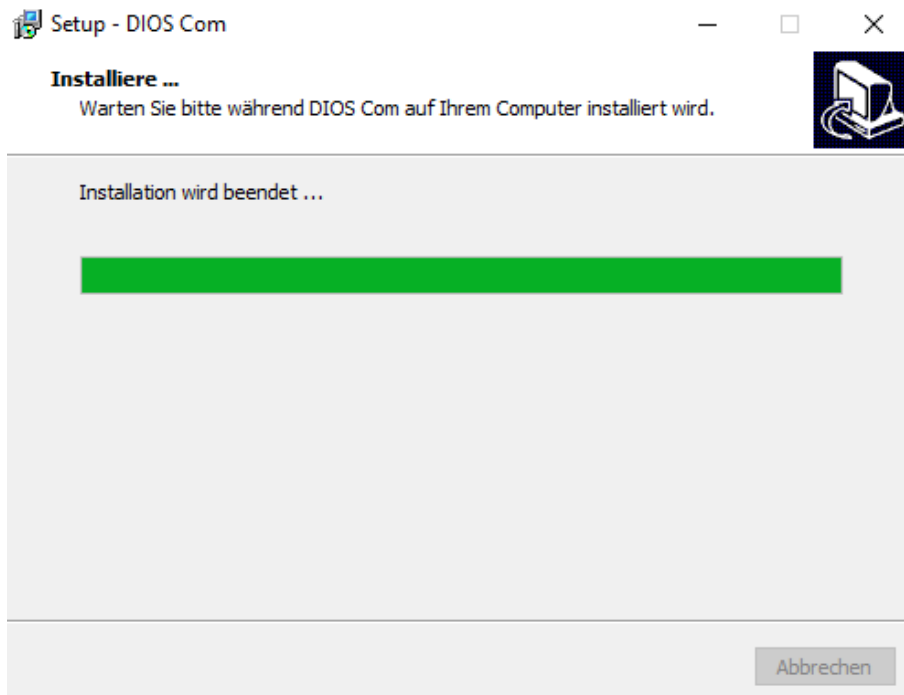 Setup - DIOS Com
Installiere ...
Warten Sie bitte während DIOS Com auf Ihrem Computer installiert wird.
Installation wird beendet ...
Abbrechen